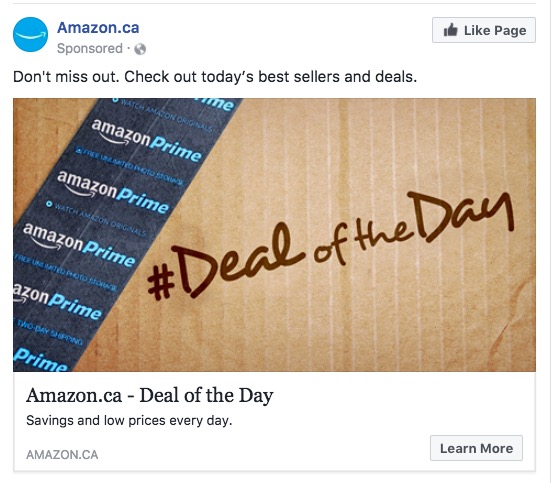 Amazon.ca
Sponsored ·
Like Page
Don't miss out. Check out today's best sellers and deals.
me
WATCH AMAZON ORIGINALS
amazonPrime
FREE UNLIMITED PHOTO STORAGE
amazonPrime
WATCH AMAZON ORIGINALS
amazonPrime
FREE UNLIMITED PHOTO STORAGE
azonPrime
TWO-DAY SHIPPING
Prime
#Deal of the Day
Amazon.ca - Deal of the Day
Savings and low prices every day.
AMAZON.CA
Learn More